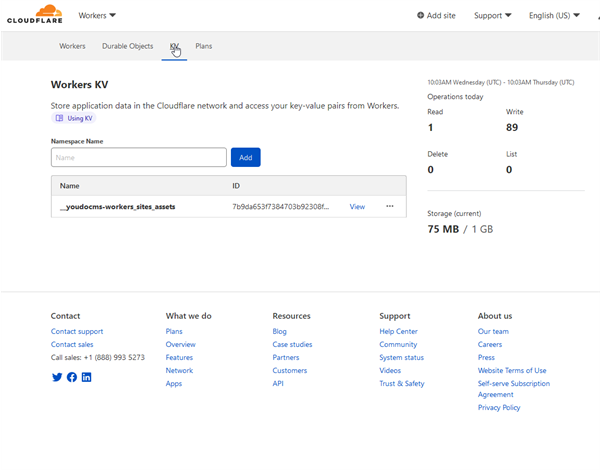 CLOUDFLARE
Workers
Add site
Support
English (US)
Workers
Durable Objects
KV
Plans
Workers KV
Store application data in the Cloudflare network and access your key-value pairs from Workers.
Using KV
Namespace Name
Name
Add
Name
ID
__youdocms-workers_sites_assets
7b9da653f7384703b92308f...
View
10:03AM Wednesday (UTC) - 10:03AM Thursday (UTC)
Operations today
Read
Write
1
89
Delete
List
0
0
Storage (current)
75 MB / 1 GB
Contact
Contact support
Contact sales
Call sales: +1 (888) 993 5273
What we do
Plans
Overview
Features
Network
Apps
Resources
Blog
Case studies
Partners
Customers
API
Support
Help Center
Community
System status
Videos
Trust & Safety
About us
Our team
Careers
Press
Website Terms of Use
Self-serve Subscription
Agreement
Privacy Policy